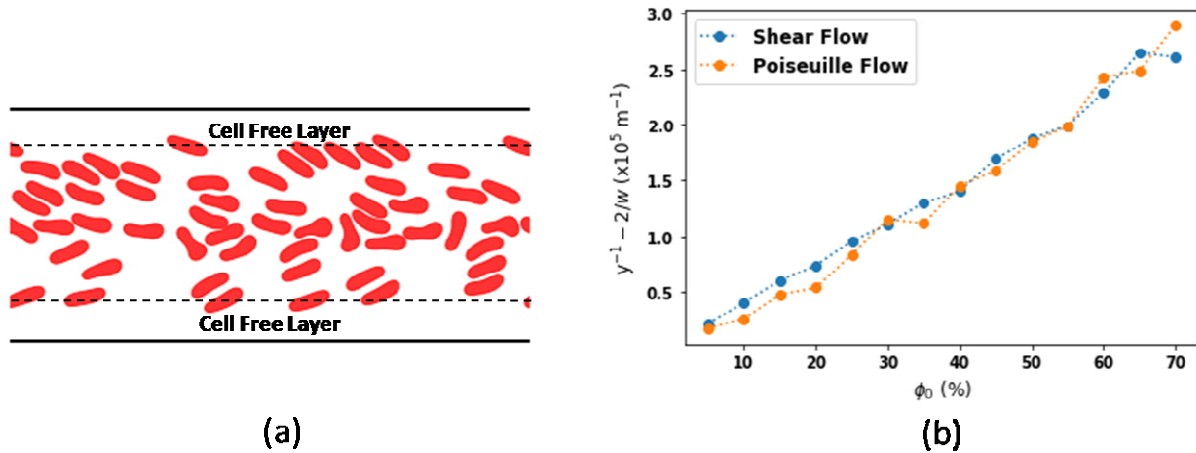 Cell Free Layer
Cell Free Layer
(a)
3.0
2.5
2.0
1.5
1.0
0.5
y⁻¹ − 2/w (x10⁵ m⁻¹)
Shear Flow
Poiseuille Flow
10 20 30 40 50 60 70
ϕ₀ (%)
(b)